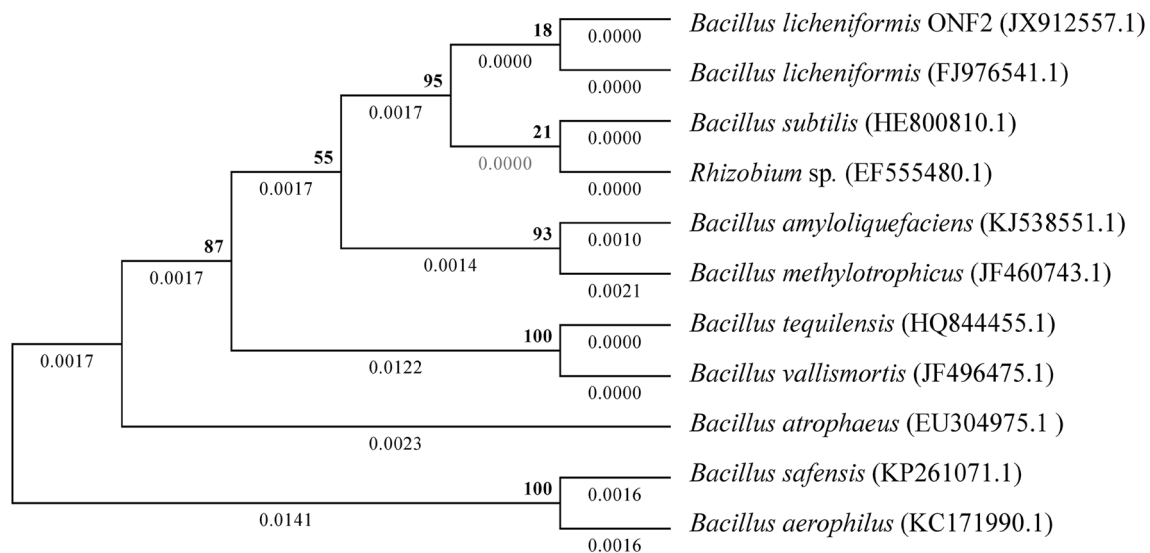 18
0.0000
Bacillus licheniformis ONF2 (JX912557.1)
0.0000
95
0.0000
Bacillus licheniformis (FJ976541.1)
0.0017
21
0.0000
Bacillus subtilis (HE800810.1)
55
0.0000
0.0000
Rhizobium sp. (EF555480.1)
0.0017
93
0.0010
Bacillus amyloliquefaciens (KJ538551.1)
87
0.0014
0.0021
Bacillus methylotrophicus (JF460743.1)
0.0017
100
0.0000
Bacillus tequilensis (HQ844455.1)
0.0122
0.0000
Bacillus vallismortis (JF496475.1)
0.0017
0.0023
Bacillus atrophaeus (EU304975.1 )
100
0.0016
Bacillus safensis (KP261071.1)
0.0141
0.0016
Bacillus aerophilus (KC171990.1)